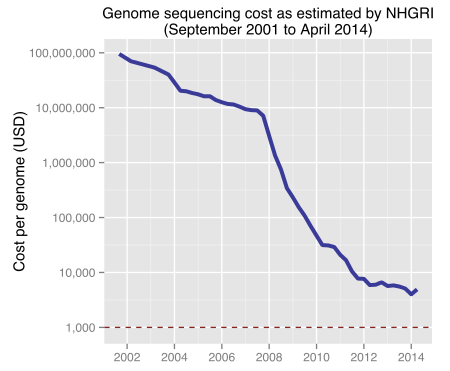 Genome sequencing cost as estimated by NHGRI
(September 2001 to April 2014)
Cost per genome (USD)
100,000,000
10,000,000
1,000,000
100,000
10,000
1,000
2002 2004 2006 2008 2010 2012 2014